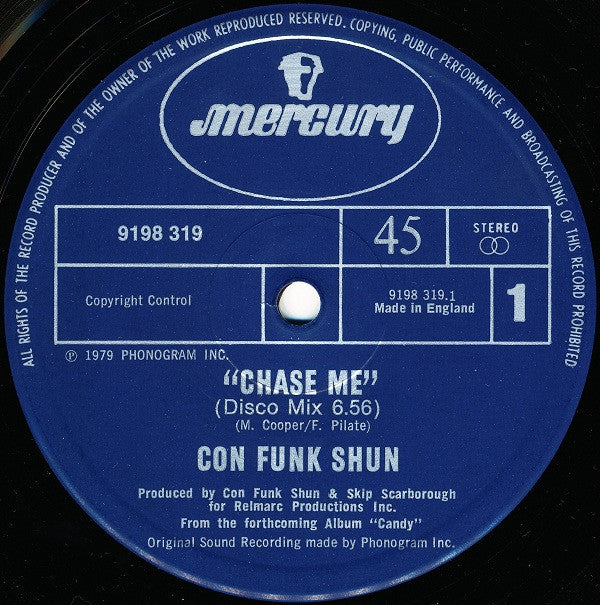 ALL RIGHTS OF THE RECORD PRODUCER AND OF THE OWNER OF THE WORK REPRODUCED RESERVED. COPYING, PUBLIC PERFORMANCE AND BROADCASTING OF THIS RECORD PROHIBITED
mercury
9198 319
45
STEREO
Copyright Control
9198 319.1
Made in England
1
℗ 1979 PHONOGRAM INC.
"CHASE ME"
(Disco Mix 6.56)
(M. Cooper/F. Pilate)
CON FUNK SHUN
Produced by Con Funk Shun & Skip Scarborough
for Relmarc Productions Inc.
From the forthcoming Album "Candy"
Original Sound Recording made by Phonogram Inc.